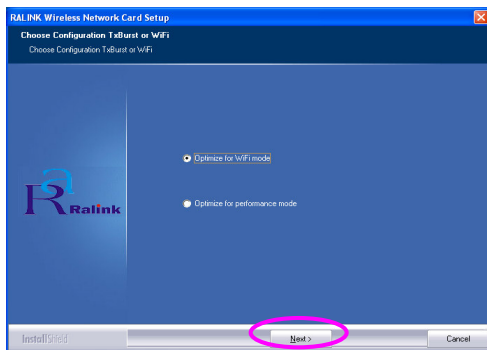 RALINK Wireless Network Card Setup
Choose Configuration TxBurst or WiFi
Choose Configuration TxBurst or WiFi
Optimize for WiFi mode
Ralink
Optimize for performance mode
InstallShield
Next >
Cancel